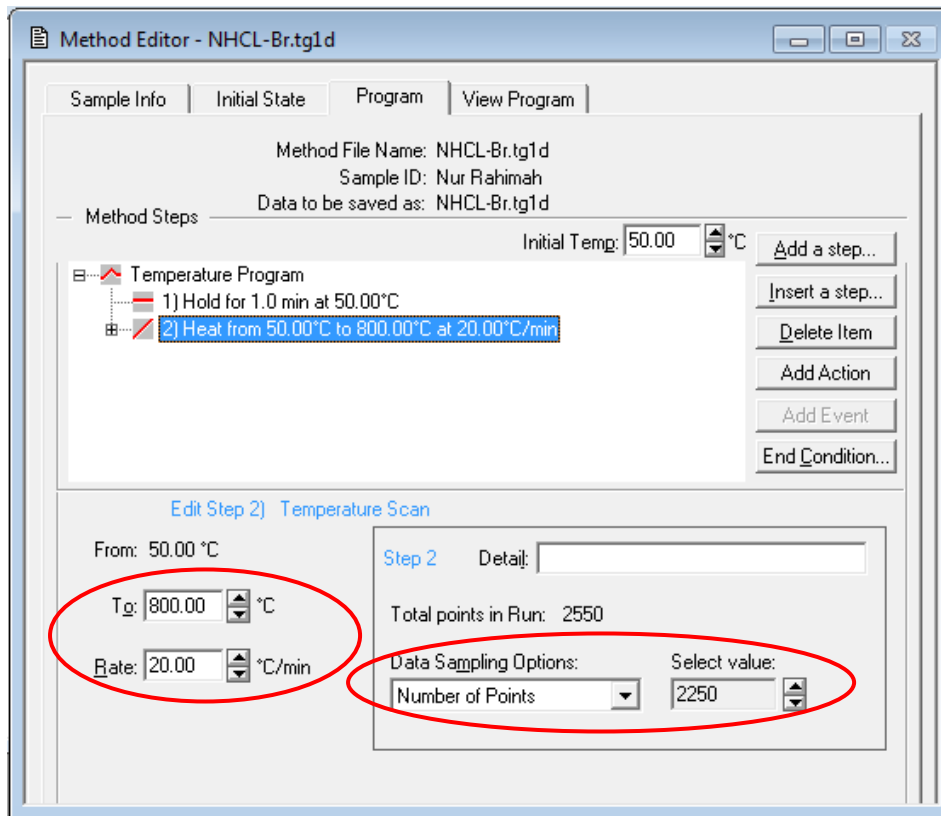 Method Editor - NHCL-Br.tg1d
Sample Info Initial State Program View Program
Method File Name: NHCL-Br.tg1d
Sample ID: Nur Rahimah
Data to be saved as: NHCL-Br.tg1d
Method Steps
Initial Temp: 50.00 °C
Add a step...
Temperature Program
Insert a step...
1) Hold for 1.0 min at 50.00°C
2) Heat from 50.00°C to 800.00°C at 20.00°C/min
Delete Item
Add Action
Add Event
End Condition...
Edit Step 2) Temperature Scan
From: 50.00 °C
Step 2 Detail:
To: 800.00 °C
Total points in Run: 2550
Rate: 20.00 °C/min
Data Sampling Options: Select value:
Number of Points 2250